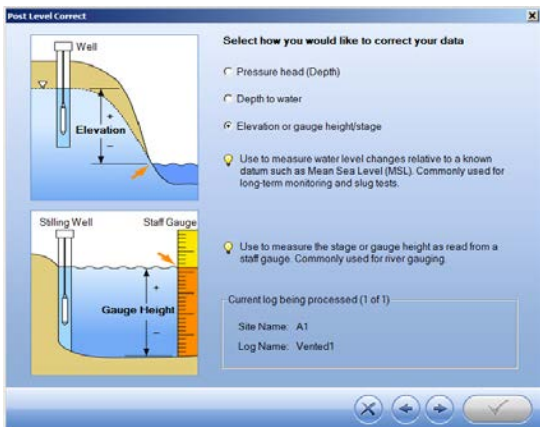 Post Level Correct
Well
Elevation
+
−
Stilling Well
Staff Gauge
Gauge Height
+
−
Select how you would like to correct your data
Pressure head (Depth)
Depth to water
Elevation or gauge height/stage
Use to measure water level changes relative to a known
datum such as Mean Sea Level (MSL). Commonly used for
long-term monitoring and slug tests.
Use to measure the stage or gauge height as read from a
staff gauge. Commonly used for river gauging.
Current log being processed (1 of 1)
Site Name: A1
Log Name: Vented1